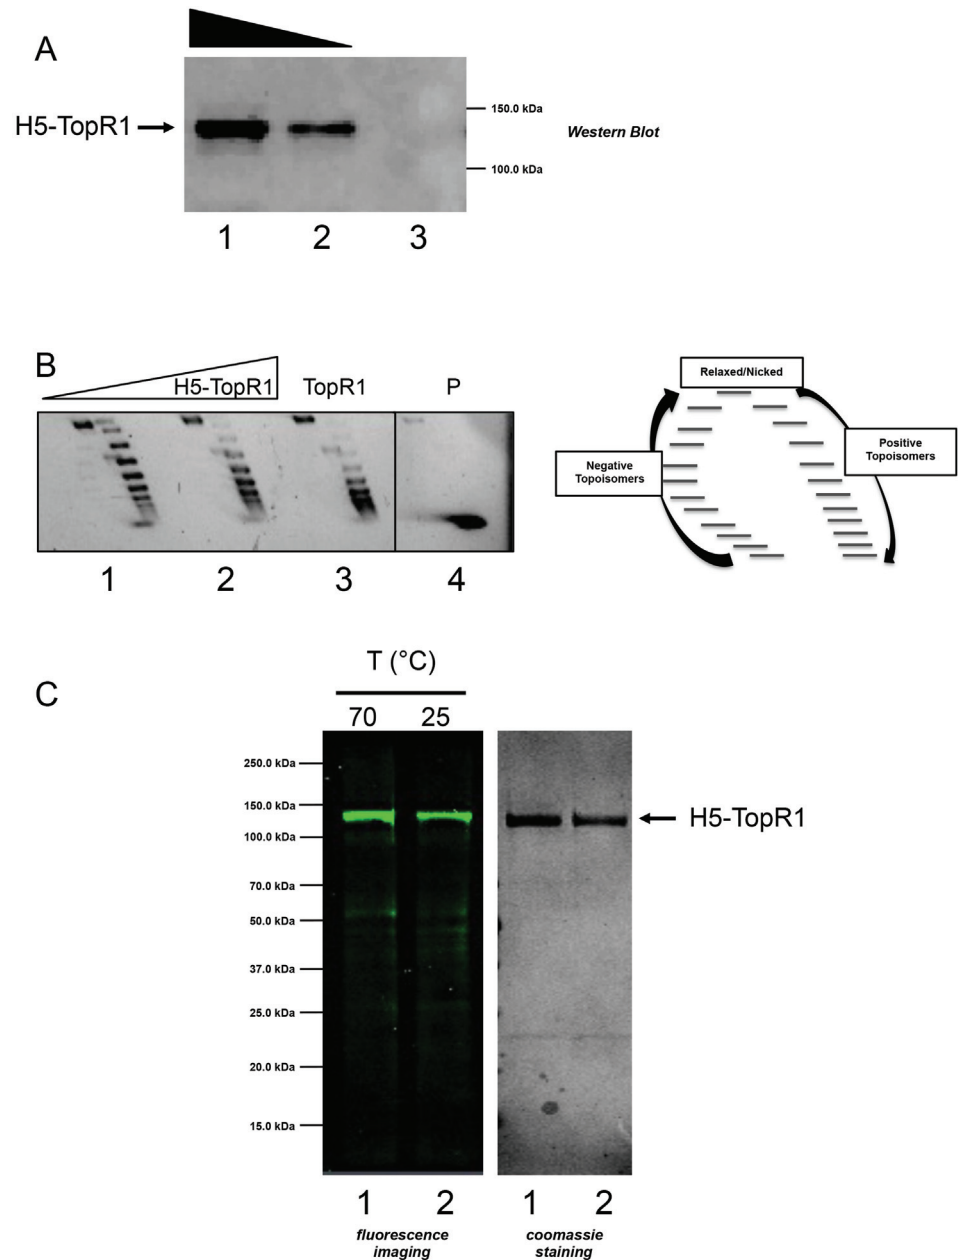 A
H5-TopR1
150.0 kDa
100.0 kDa
Western Blot
1 2 3
B
H5-TopR1 TopR1 P
1 2 3 4
Relaxed/Nicked
Negative
Topoisomers
Positive
Topoisomers
C
T (°C)
70 25
250.0 kDa
150.0 kDa
100.0 kDa
70.0 kDa
50.0 kDa
37.0 kDa
25.0 kDa
20.0 kDa
15.0 kDa
H5-TopR1
1 2 1 2
fluorescence
imaging
coomassie
staining